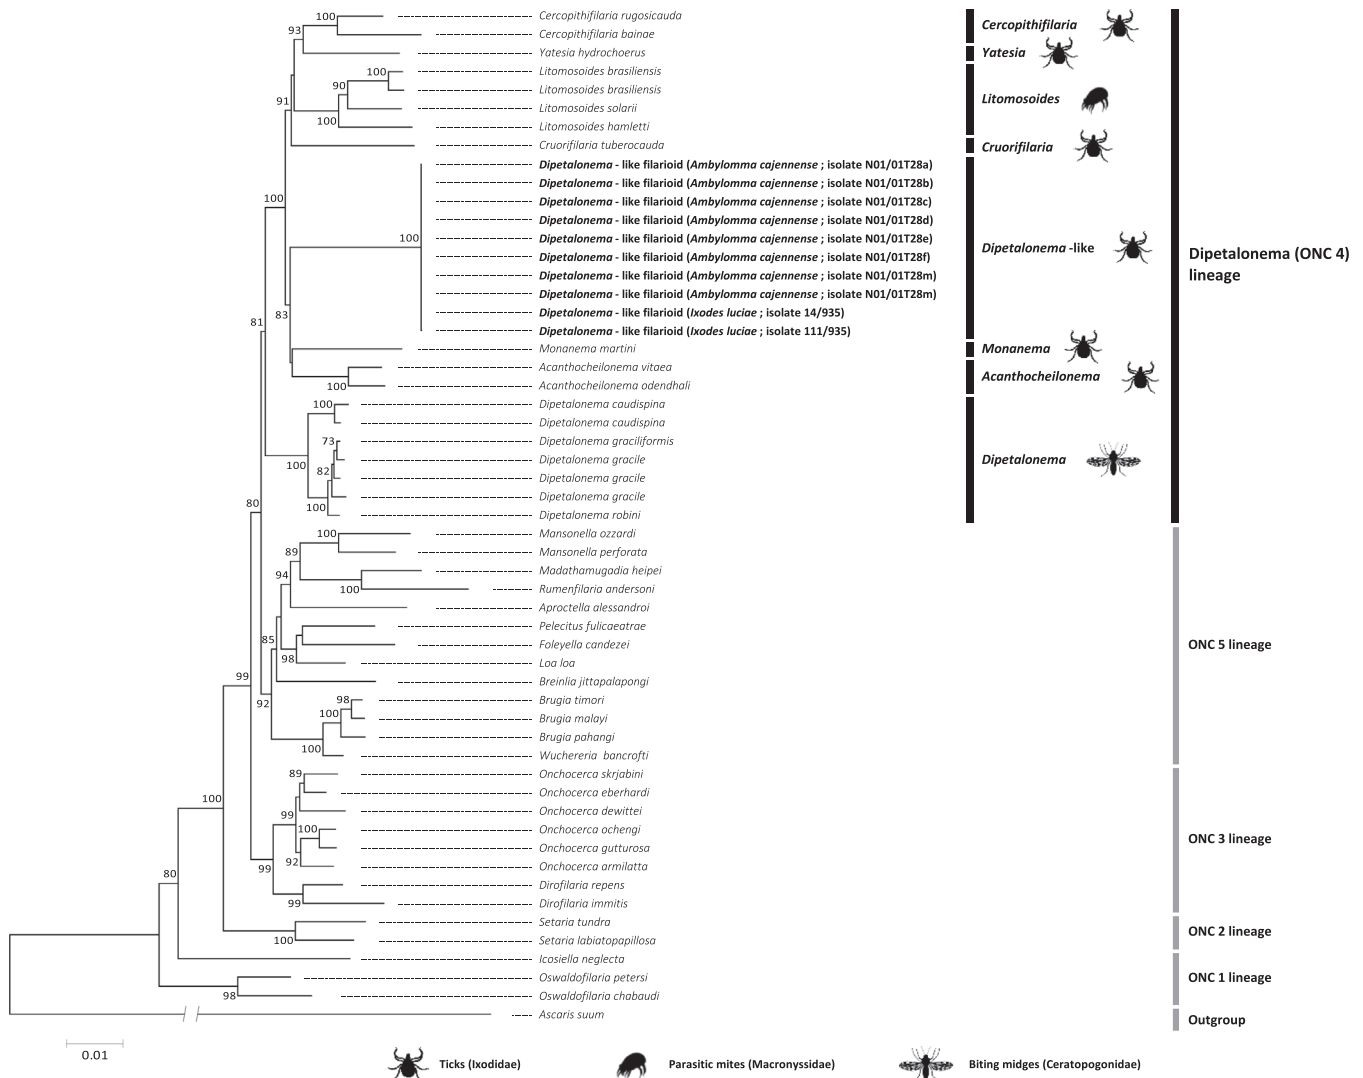 100
Cercopithifilaria rugosicauda
93
Cercopithifilaria bainae
Yatesia hydrochoerus
100
Litomosoides brasiliensis
90
Litomosoides brasiliensis
91
Litomosoides solarii
100
Litomosoides hamletti
Cruorifilaria tuberocauda
Dipetalonema - like filarioid (Ambylomma cajennense ; isolate N01/01T28a)
Dipetalonema - like filarioid (Ambylomma cajennense ; isolate N01/01T28b)
100
Dipetalonema - like filarioid (Ambylomma cajennense ; isolate N01/01T28c)
Dipetalonema - like filarioid (Ambylomma cajennense ; isolate N01/01T28d)
100
Dipetalonema - like filarioid (Ambylomma cajennense ; isolate N01/01T28e)
Dipetalonema - like filarioid (Ambylomma cajennense ; isolate N01/01T28f)
Dipetalonema - like filarioid (Ambylomma cajennense ; isolate N01/01T28m)
Dipetalonema - like filarioid (Ambylomma cajennense ; isolate N01/01T28m)
83
Dipetalonema - like filarioid (Ixodes luciae ; isolate 14/935)
81
Dipetalonema - like filarioid (Ixodes luciae ; isolate 111/935)
Monanema martini
Acanthocheilonema vitaea
100
Acanthocheilonema odendhali
100
Dipetalonema caudispina
Dipetalonema caudispina
73
Dipetalonema graciliformis
100
Dipetalonema gracile
82
Dipetalonema gracile
80
Dipetalonema gracile
100
Dipetalonema robini
100
Mansonella ozzardi
89
Mansonella perforata
94
Madathamugadia heipei
100
Rumenfilaria andersoni
Aproctella alessandroi
Pelecitus fulicaeatrae
85
Foleyella candezei
98
Loa loa
99
Breinlia jittapalapongi
92
98
Brugia timori
100
Brugia malayi
Brugia pahangi
100
Wuchereria bancrofti
89
Onchocerca skrjabini
100
Onchocerca eberhardi
99
Onchocerca dewittei
100
Onchocerca ochengi
Onchocerca gutturosa
92
99
Onchocerca armilatta
80
Dirofilaria repens
99
Dirofilaria immitis
Setaria tundra
100
Setaria labiatopapillosa
Icosiella neglecta
Oswaldofilaria petersi
98
Oswaldofilaria chabaudi
Ascaris suum
0.01
Cercopithifilaria
Yatesia
Litomosoides
Cruorifilaria
Dipetalonema -like
Monanema
Acanthocheilonema
Dipetalonema
Dipetalonema (ONC 4)
lineage
ONC 5 lineage
ONC 3 lineage
ONC 2 lineage
ONC 1 lineage
Outgroup
Ticks (Ixodidae)
Parasitic mites (Macronyssidae)
Biting midges (Ceratopogonidae)